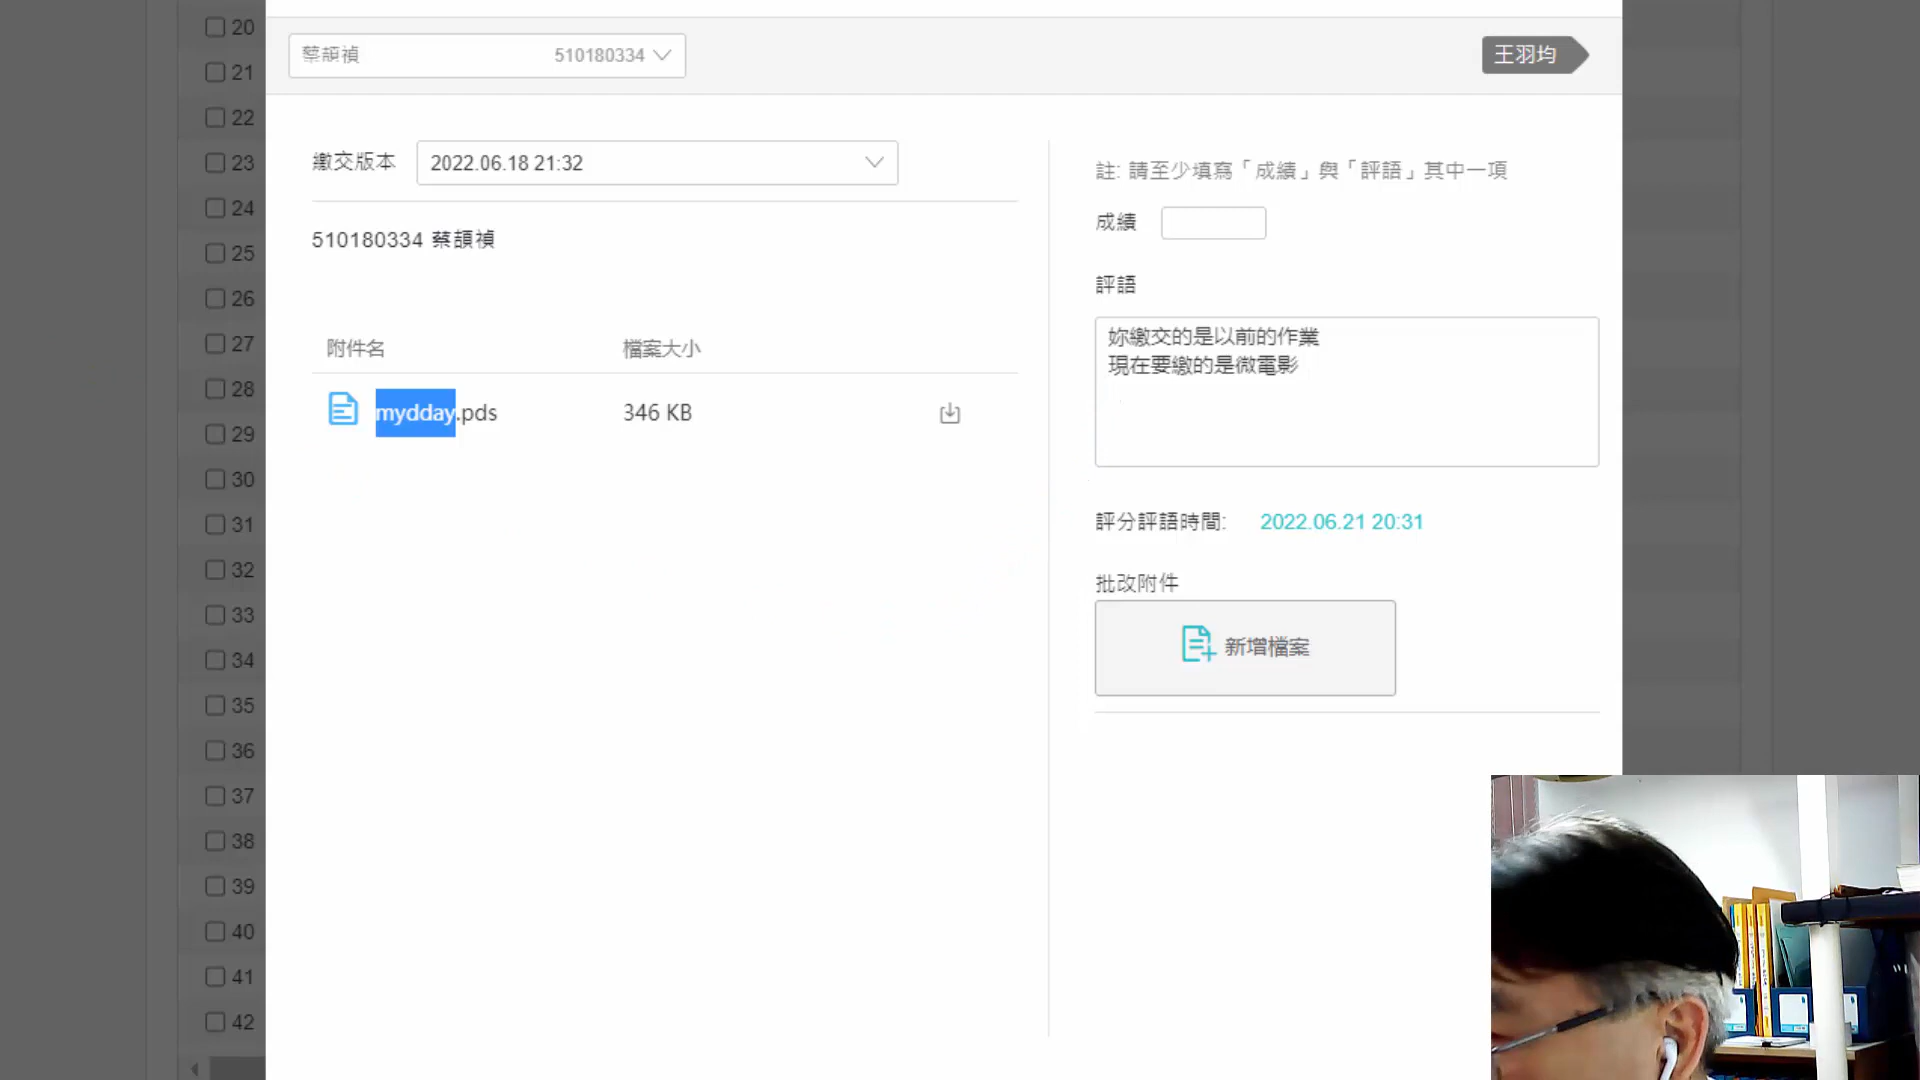 20
21
22
23
24
25
26
27
28
29
30
31
32
33
34
35
36
37
38
39
40
41
42
蔡頡禎 510180334
王羽均
繳交版本 2022.06.18 21:32
510180334 蔡頡禎
附件名 檔案大小
mydday.pds 346 KB
註: 請至少填寫「成績」與「評語」其中一項
成績
評語
妳繳交的是以前的作業
現在要繳的是微電影
評分評語時間: 2022.06.21 20:31
批改附件
新增檔案